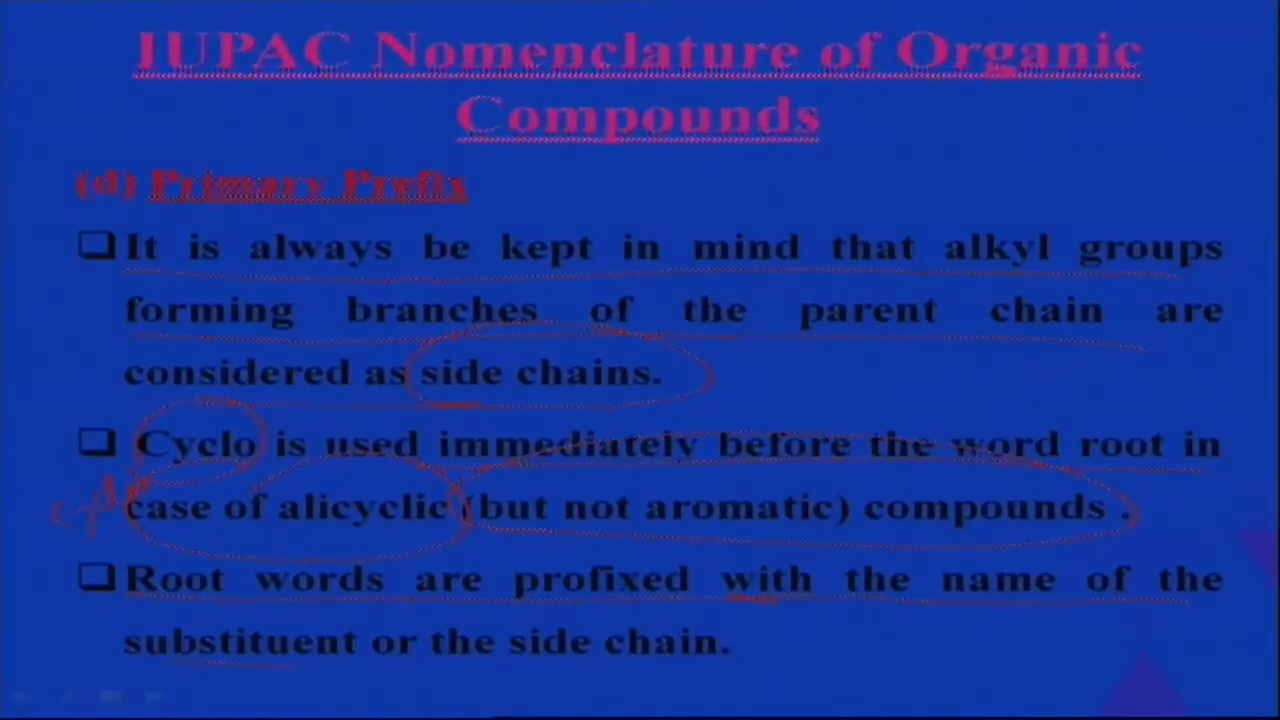 IUPAC Nomenclature of Organic
Compounds
(d) Primary Prefix
❑It is always be kept in mind that alkyl groups
forming branches of the parent chain are
considered as side chains.
❑ Cyclo is used immediately before the word root in
case of alicyclic (but not aromatic) compounds .
❑Root words are profixed with the name of the
substituent or the side chain.